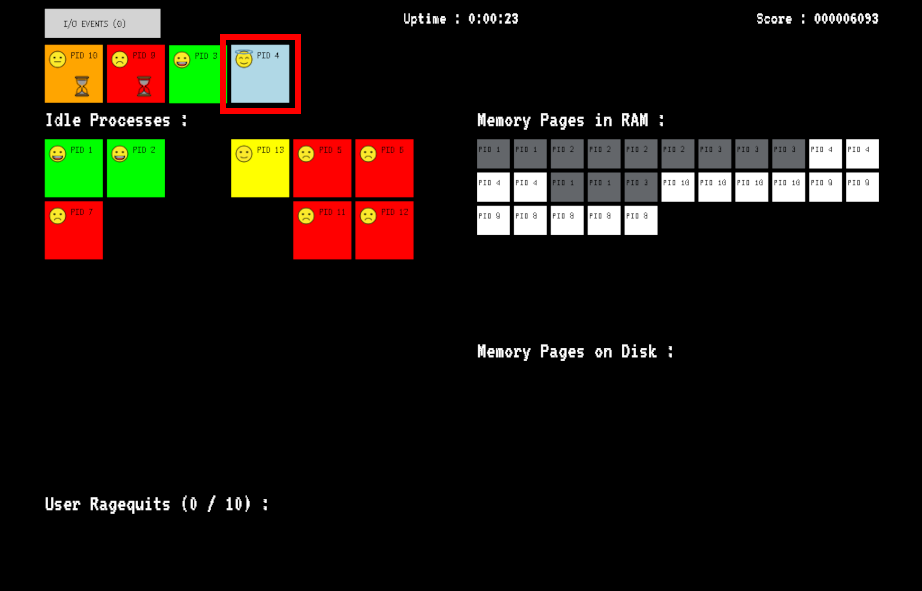 I/O EVENTS (0)
Uptime : 0:00:23
Score : 000006093
PID 10 PID 9 PID 3 PID 4
Idle Processes :
Memory Pages in RAM :
PID 1 PID 2 PID 13 PID 5 PID 6
PID 7 PID 11 PID 12
PID 1 PID 1 PID 2 PID 2 PID 2 PID 2 PID 3 PID 3 PID 3 PID 4 PID 4
PID 4 PID 4 PID 1 PID 1 PID 3 PID 10 PID 10 PID 10 PID 10 PID 9 PID 9
PID 9 PID 8 PID 8 PID 8 PID 8
Memory Pages on Disk :
User Ragequits (0 / 10) :